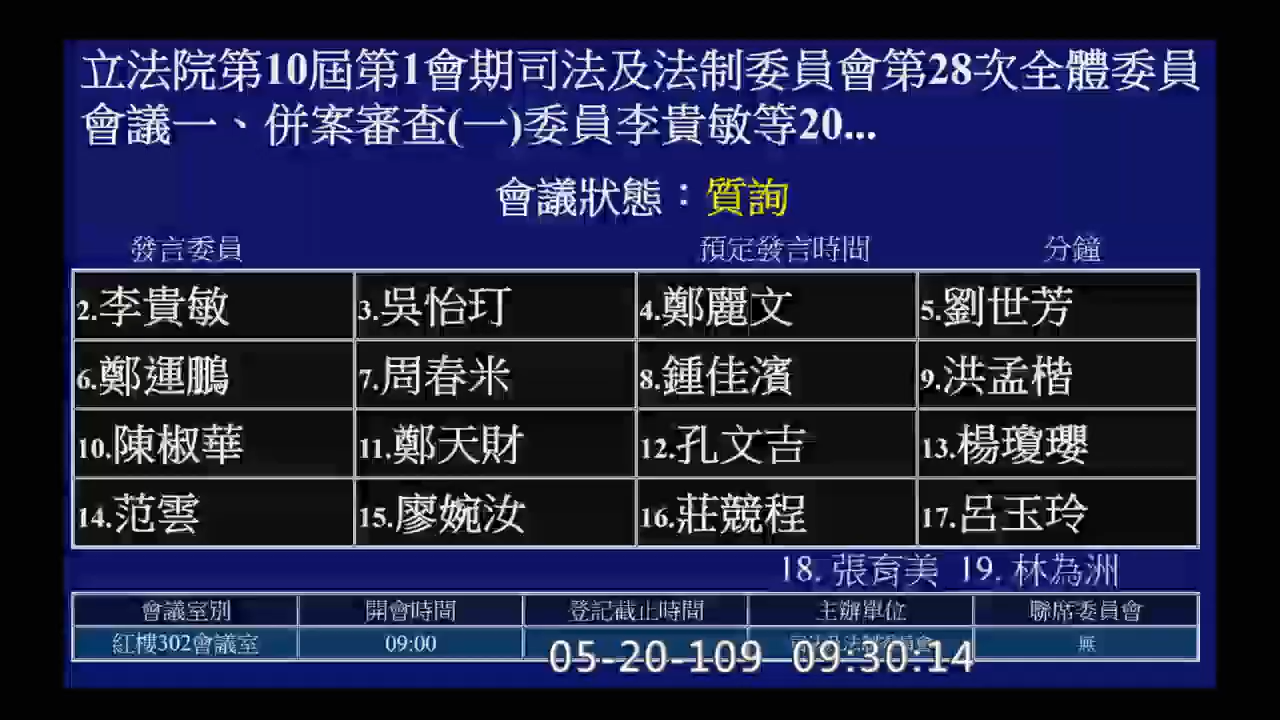 立法院第10屆第1會期司法及法制委員會第28次全體委員
會議一、併案審查(一)委員李貴敏等20...
會議狀態：質詢
發言委員 預定發言時間 分鐘
2.李貴敏 3.吳怡玎 4.鄭麗文 5.劉世芳
6.鄭運鵬 7.周春米 8.鍾佳濱 9.洪孟楷
10.陳椒華 11.鄭天財 12.孔文吉 13.楊瓊瓔
14.范雲 15.廖婉汝 16.莊競程 17.呂玉玲
18. 張育美 19. 林為洲
會議室別 開會時間 登記截止時間 主辦單位 聯席委員會
紅樓302會議室 09:00 司法及法制委員會 無
05-20-109 09:30:14